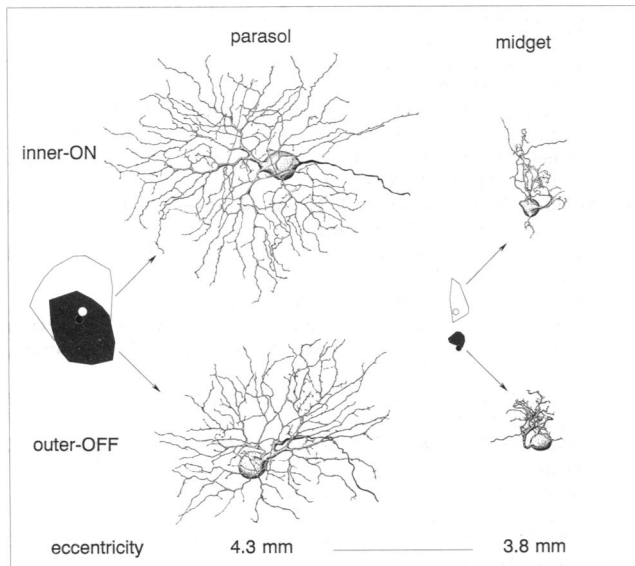 parasol midget
inner-ON
outer-OFF
eccentricity 4.3 mm 3.8 mm